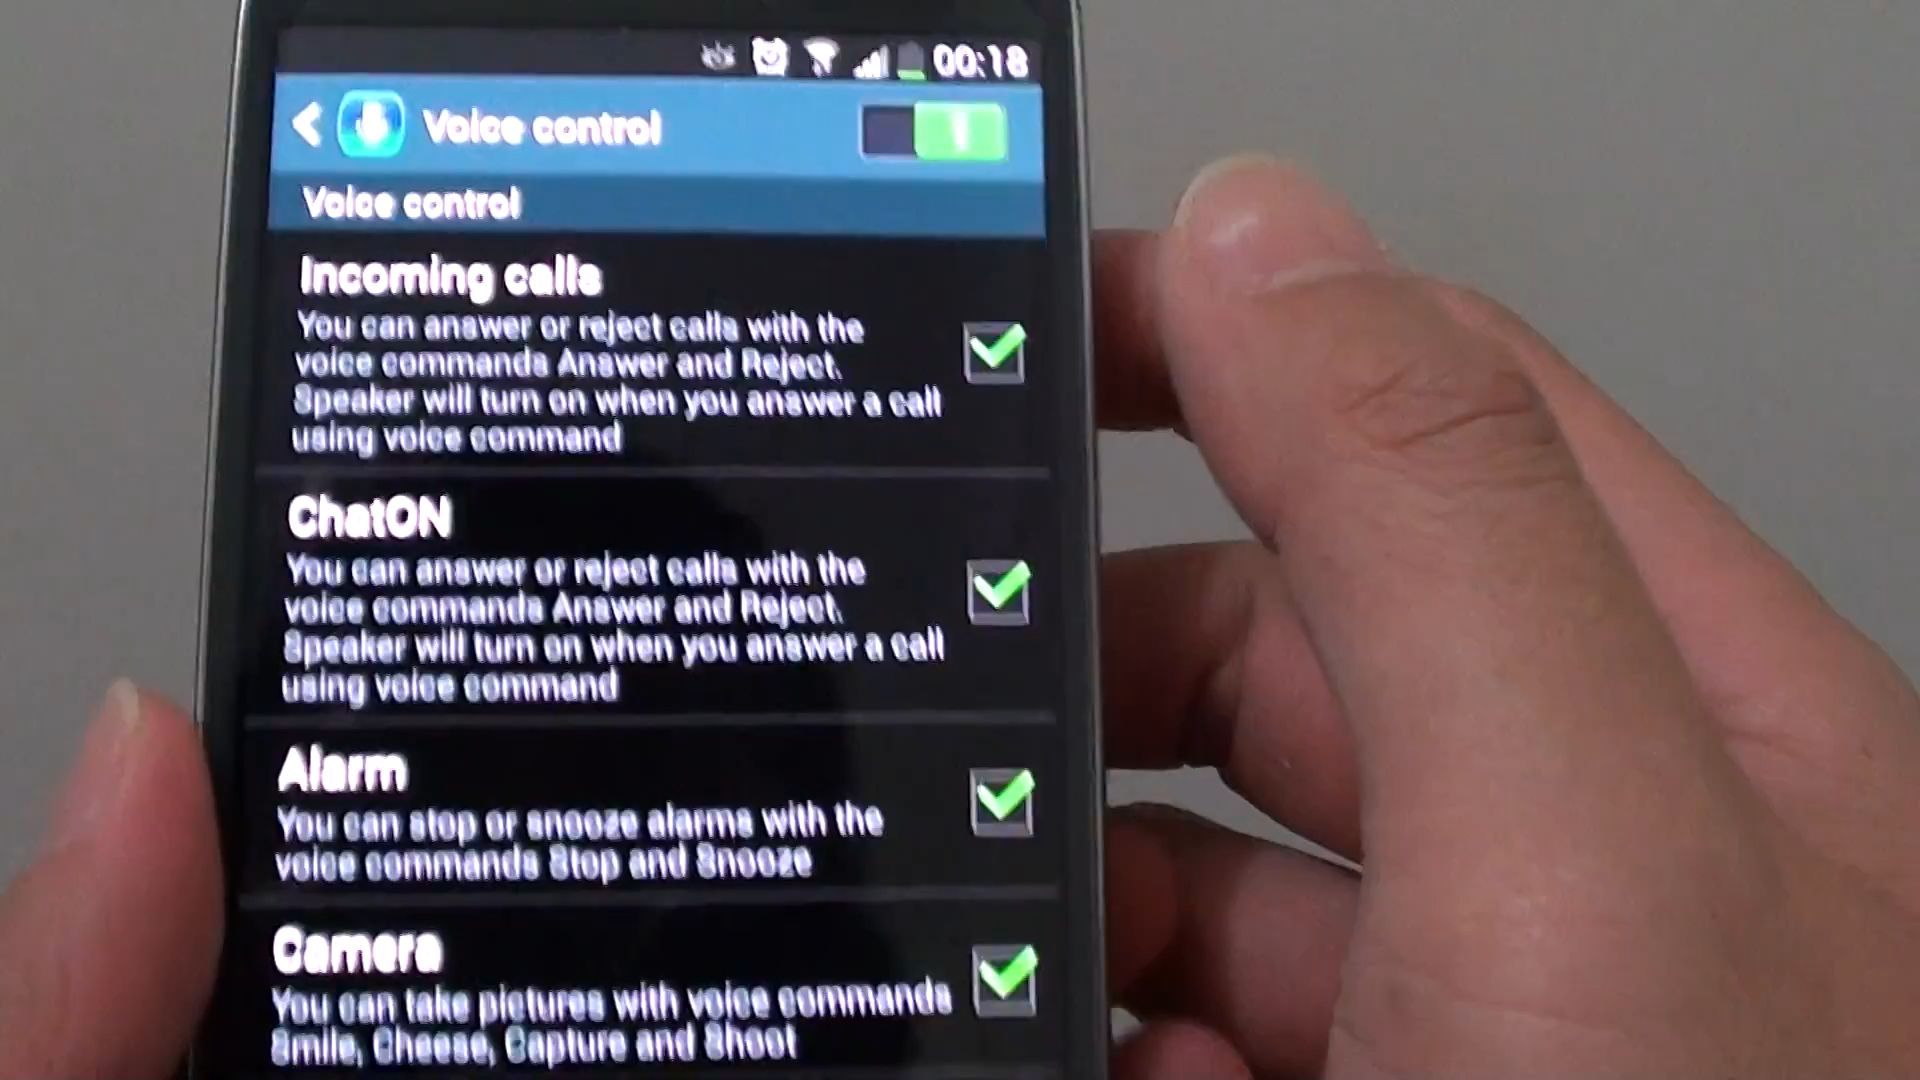 00:18
Voice control
Voice control
Incoming calls
You can answer or reject calls with the
voice commands Answer and Reject.
Speaker will turn on when you answer a call
using voice command
ChatON
You can answer or reject calls with the
voice commands Answer and Reject.
Speaker will turn on when you answer a call
using voice command
Alarm
You can stop or snooze alarms with the
voice commands Stop and Snooze
Camera
You can take pictures with voice commands
Smile, Cheese, Capture and Shoot